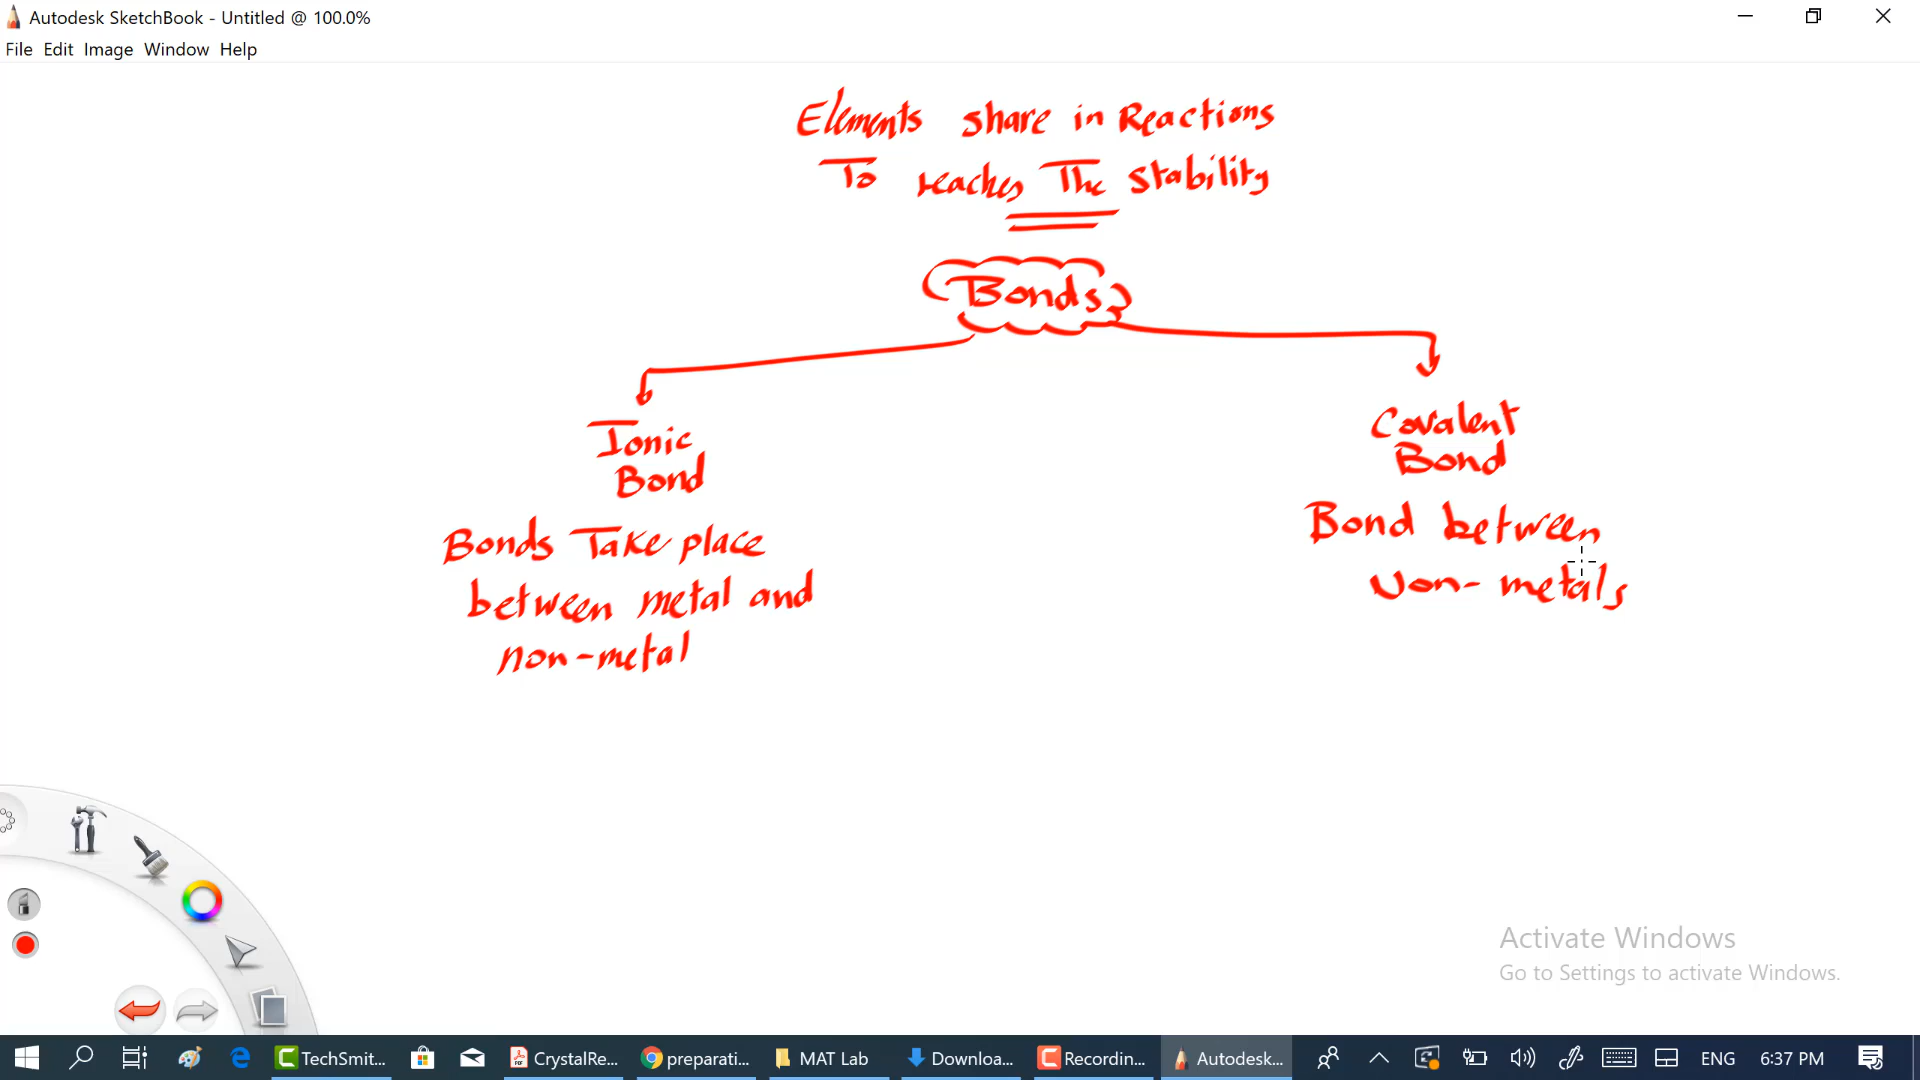 Autodesk SketchBook - Untitled @ 100.0%
File Edit Image Window Help
Elements share in Reactions
To reaches The stability
Bonds
Ionic
Bond
Bonds Take place
between metal and
non-metal
Covalent
Bond
Bond between
Non-metals
Activate Windows
Go to Settings to activate Windows.
TechSmit... CrystalRe... preparati... MAT Lab Downloa... Recordin... Autodesk... ENG 6:37 PM